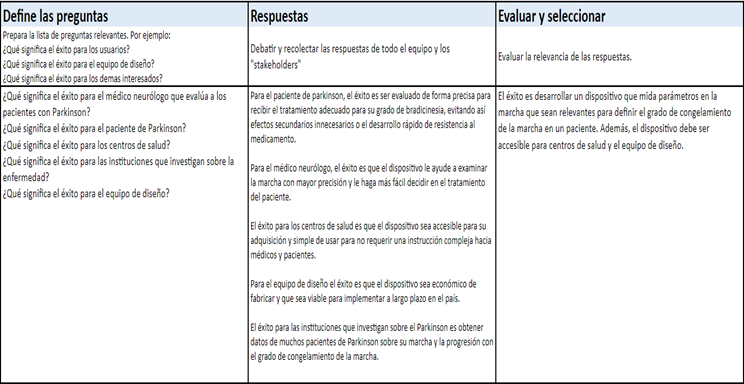 Define las preguntas
Prepara la lista de preguntas relevantes. Por ejemplo:
¿Qué significa el éxito para los usuarios?
¿Qué significa el éxito para el equipo de diseño?
¿Qué significa el éxito para los demas interesados?
Respuestas
Debatir y recolectar las respuestas de todo el equipo y los
"stakeholders"
Evaluar y seleccionar
Evaluar la relevancia de las respuestas.
¿Qué significa el éxito para el médico neurólogo que evalúa a los
pacientes con Parkinson?
¿Qué significa el éxito para el paciente de Parkinson?
¿Qué significa el éxito para los centros de salud?
¿Qué significa el éxito para las instituciones que investigan sobre la
enfermedad?
¿Qué significa el éxito para el equipo de diseño?
Para el paciente de parkinson, el éxito es ser evaluado de forma precisa para
recibir el tratamiento adecuado para su grado de bradicinesia, evitando así
efectos secundarios innecesarios o el desarrollo rápido de resistencia al
medicamento.
Para el médico neurólogo, el éxito es que el dispositivo le ayude a examinar
la marcha con mayor precisión y le haga más fácil decidir en el tratamiento
del paciente.
El éxito para los centros de salud es que el dispositivo sea accesible para su
adquisición y simple de usar para no requerir una instrucción compleja hacia
médicos y pacientes.
Para el equipo de diseño el éxito es que el dispositivo sea económico de
fabricar y que sea viable para implementar a largo plazo en el país.
El éxito para las instituciones que investigan sobre el Parkinson es obtener
datos de muchos pacientes de Parkinson sobre su marcha y la progresión con
el grado de congelamiento de la marcha.
El éxito es desarrollar un dispositivo que mida parámetros en la
marcha que sean relevantes para definir el grado de congelamiento
de la marcha en un paciente. Además, el dispositivo debe ser
accesible para centros de salud y el equipo de diseño.